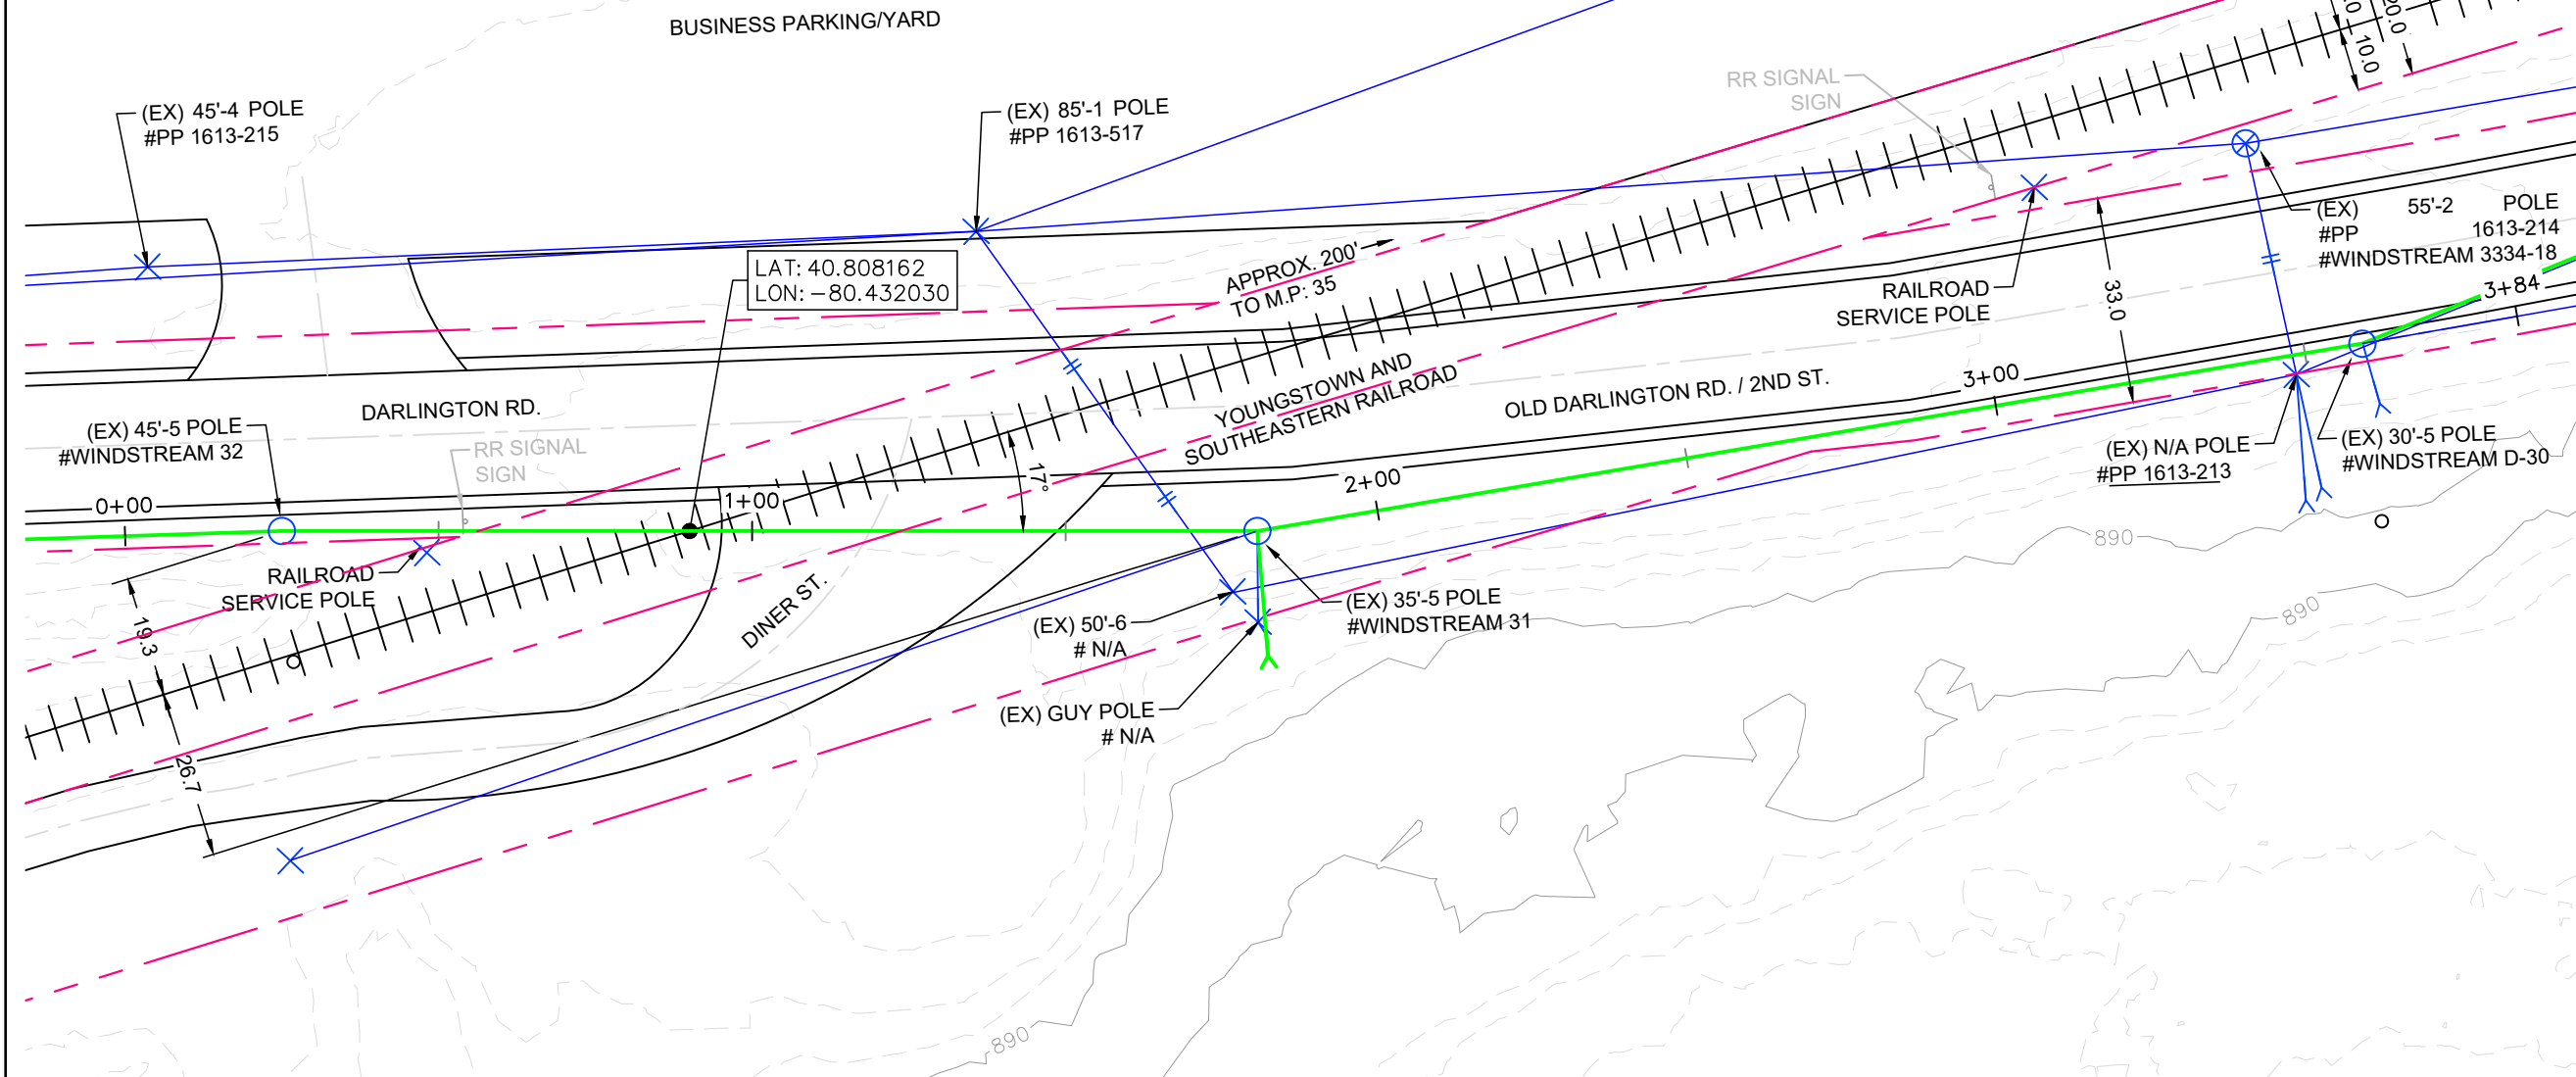 BUSINESS PARKING/YARD
(EX) 45'-4 POLE
#PP 1613-215
(EX) 85'-1 POLE
#PP 1613-517
RR SIGNAL
SIGN
20.0
10.0
LAT: 40.808162
LON: -80.432030
APPROX. 200'
TO M.P: 35
(EX) 55'-2 POLE
#PP 1613-214
#WINDSTREAM 3334-18
3+84
RAILROAD
SERVICE POLE
33.0
DARLINGTON RD.
(EX) 45'-5 POLE
#WINDSTREAM 32
RR SIGNAL
SIGN
YOUNGSTOWN AND
SOUTHEASTERN RAILROAD
OLD DARLINGTON RD. / 2ND ST.
3+00
(EX) N/A POLE
#PP 1613-213
(EX) 30'-5 POLE
#WINDSTREAM D-30
0+00
1+00
17°
2+00
890
RAILROAD
SERVICE POLE
19.3
DINER ST.
(EX) 50'-6
# N/A
(EX) 35'-5 POLE
#WINDSTREAM 31
890
(EX) GUY POLE
# N/A
26.7
890